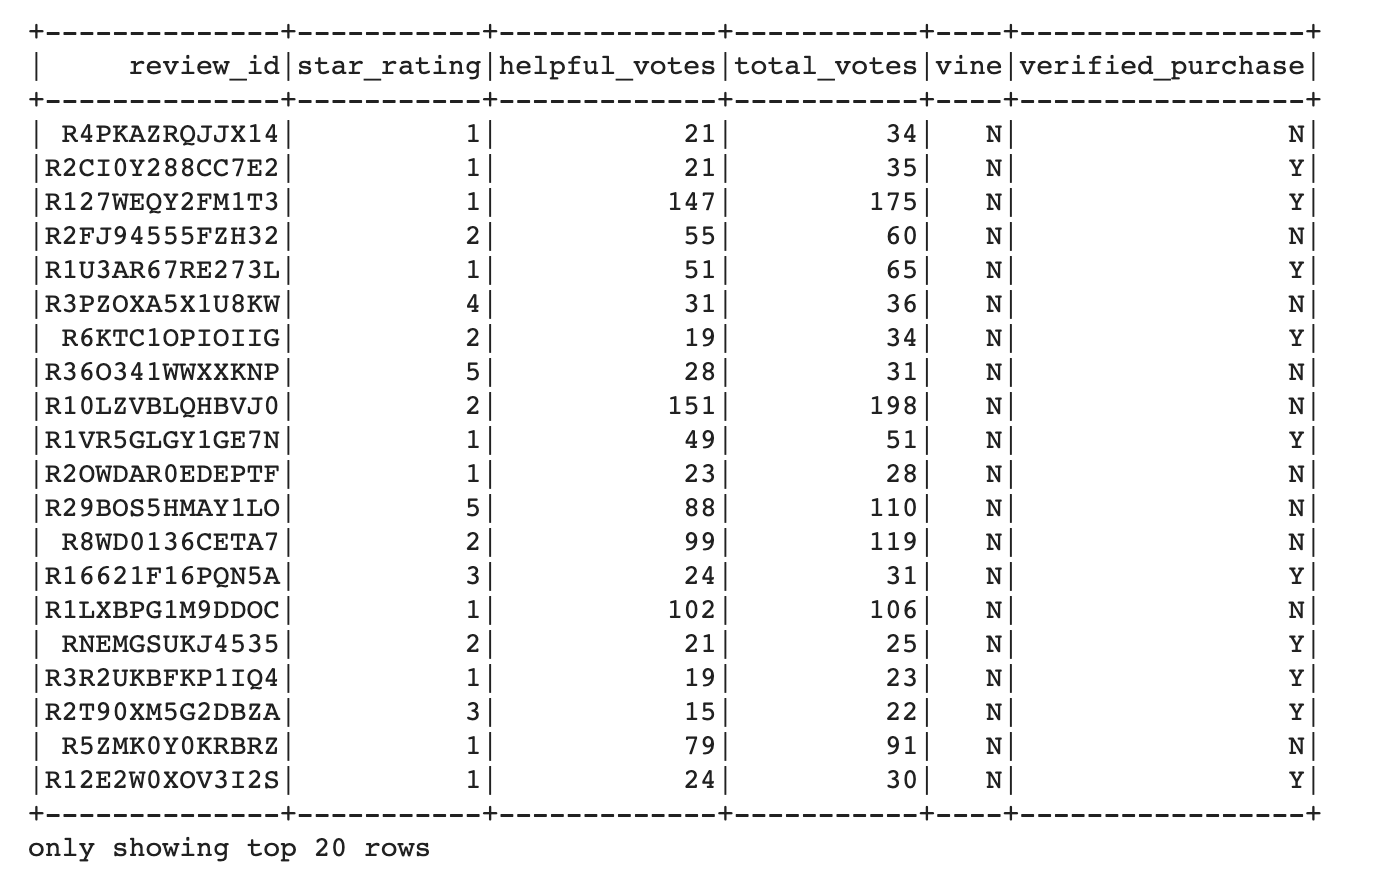 +--------------+-----------+-------------+-----------+----+-----------------+
|     review_id|star_rating|helpful_votes|total_votes|vine|verified_purchase|
+--------------+-----------+-------------+-----------+----+-----------------+
| R4PKAZRQJJX14|          1|           21|         34|   N|                N|
|R2CI0Y288CC7E2|          1|           21|         35|   N|                Y|
|R127WEQY2FM1T3|          1|          147|        175|   N|                Y|
|R2FJ94555FZH32|          2|           55|         60|   N|                N|
|R1U3AR67RE273L|          1|           51|         65|   N|                Y|
|R3PZOXA5X1U8KW|          4|           31|         36|   N|                N|
| R6KTC1OPIOIIG|          2|           19|         34|   N|                Y|
|R36O341WWXXKNP|          5|           28|         31|   N|                N|
|R10LZVBLQHBVJ0|          2|          151|        198|   N|                N|
|R1VR5GLGY1GE7N|          1|           49|         51|   N|                Y|
|R2OWDAR0EDEPTF|          1|           23|         28|   N|                N|
|R29BOS5HMAY1LO|          5|           88|        110|   N|                N|
| R8WD0136CETA7|          2|           99|        119|   N|                N|
|R16621F16PQN5A|          3|           24|         31|   N|                Y|
|R1LXBPG1M9DDOC|          1|          102|        106|   N|                N|
| RNEMGSUKJ4535|          2|           21|         25|   N|                Y|
|R3R2UKBFKP1IQ4|          1|           19|         23|   N|                Y|
|R2T90XM5G2DBZA|          3|           15|         22|   N|                Y|
| R5ZMK0Y0KRBRZ|          1|           79|         91|   N|                N|
|R12E2W0XOV3I2S|          1|           24|         30|   N|                Y|
+--------------+-----------+-------------+-----------+----+-----------------+
only showing top 20 rows